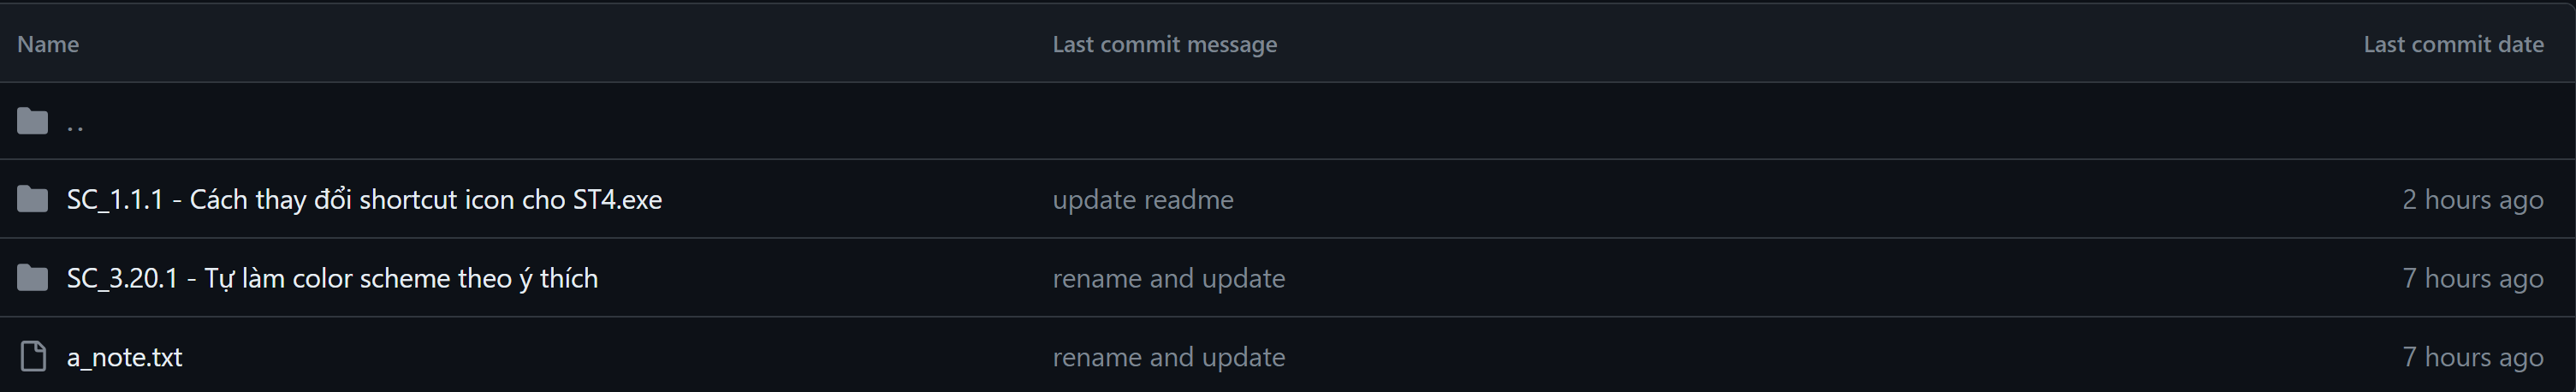 Name Last commit message Last commit date
..
SC_1.1.1 - Cách thay đổi shortcut icon cho ST4.exe update readme 2 hours ago
SC_3.20.1 - Tự làm color scheme theo ý thích rename and update 7 hours ago
a_note.txt rename and update 7 hours ago